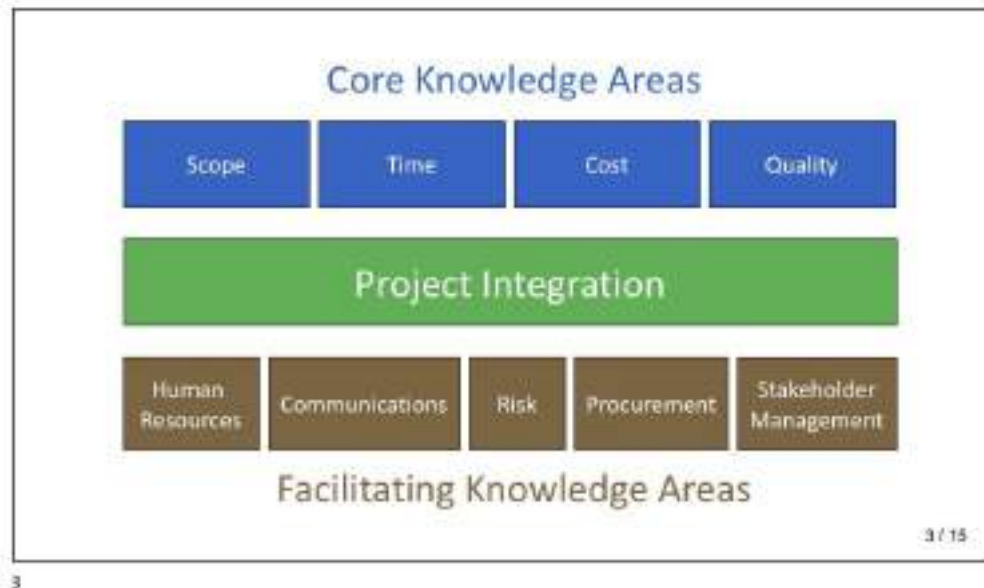 Core Knowledge Areas
Scope
Time
Cost
Quality
Project Integration
Human
Resources
Communications
Risk
Procurement
Stakeholder
Management
Facilitating Knowledge Areas
3 / 15
3